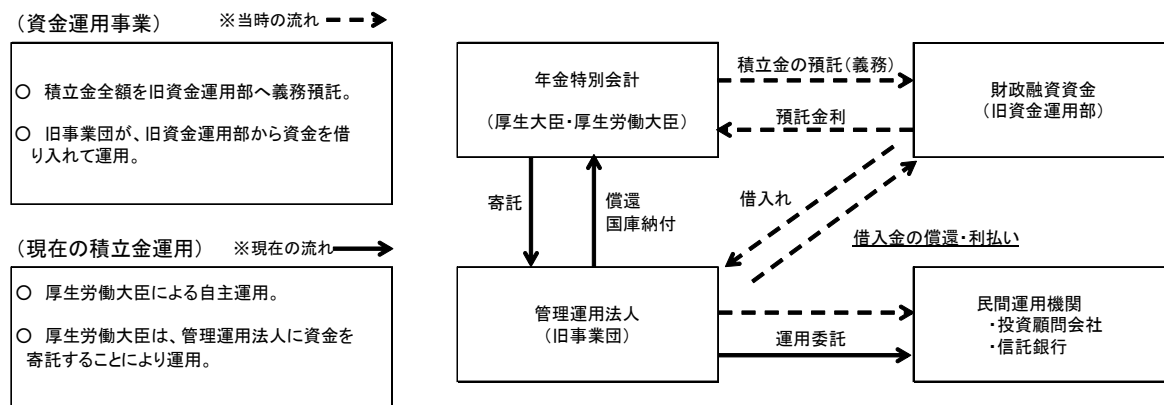 （資金運用事業）　※当時の流れ
○　積立金全額を旧資金運用部へ義務預託。
○　旧事業団が、旧資金運用部から資金を借
り入れて運用。
（現在の積立金運用）　※現在の流れ
○　厚生労働大臣による自主運用。
○　厚生労働大臣は、管理運用法人に資金を
寄託することにより運用。
年金特別会計
（厚生大臣・厚生労働大臣）
積立金の預託（義務）
預託金利
財政融資資金
（旧資金運用部）
寄託
償還
国庫納付
借入れ
借入金の償還・利払い
管理運用法人
（旧事業団）
運用委託
民間運用機関
・投資顧問会社
・信託銀行